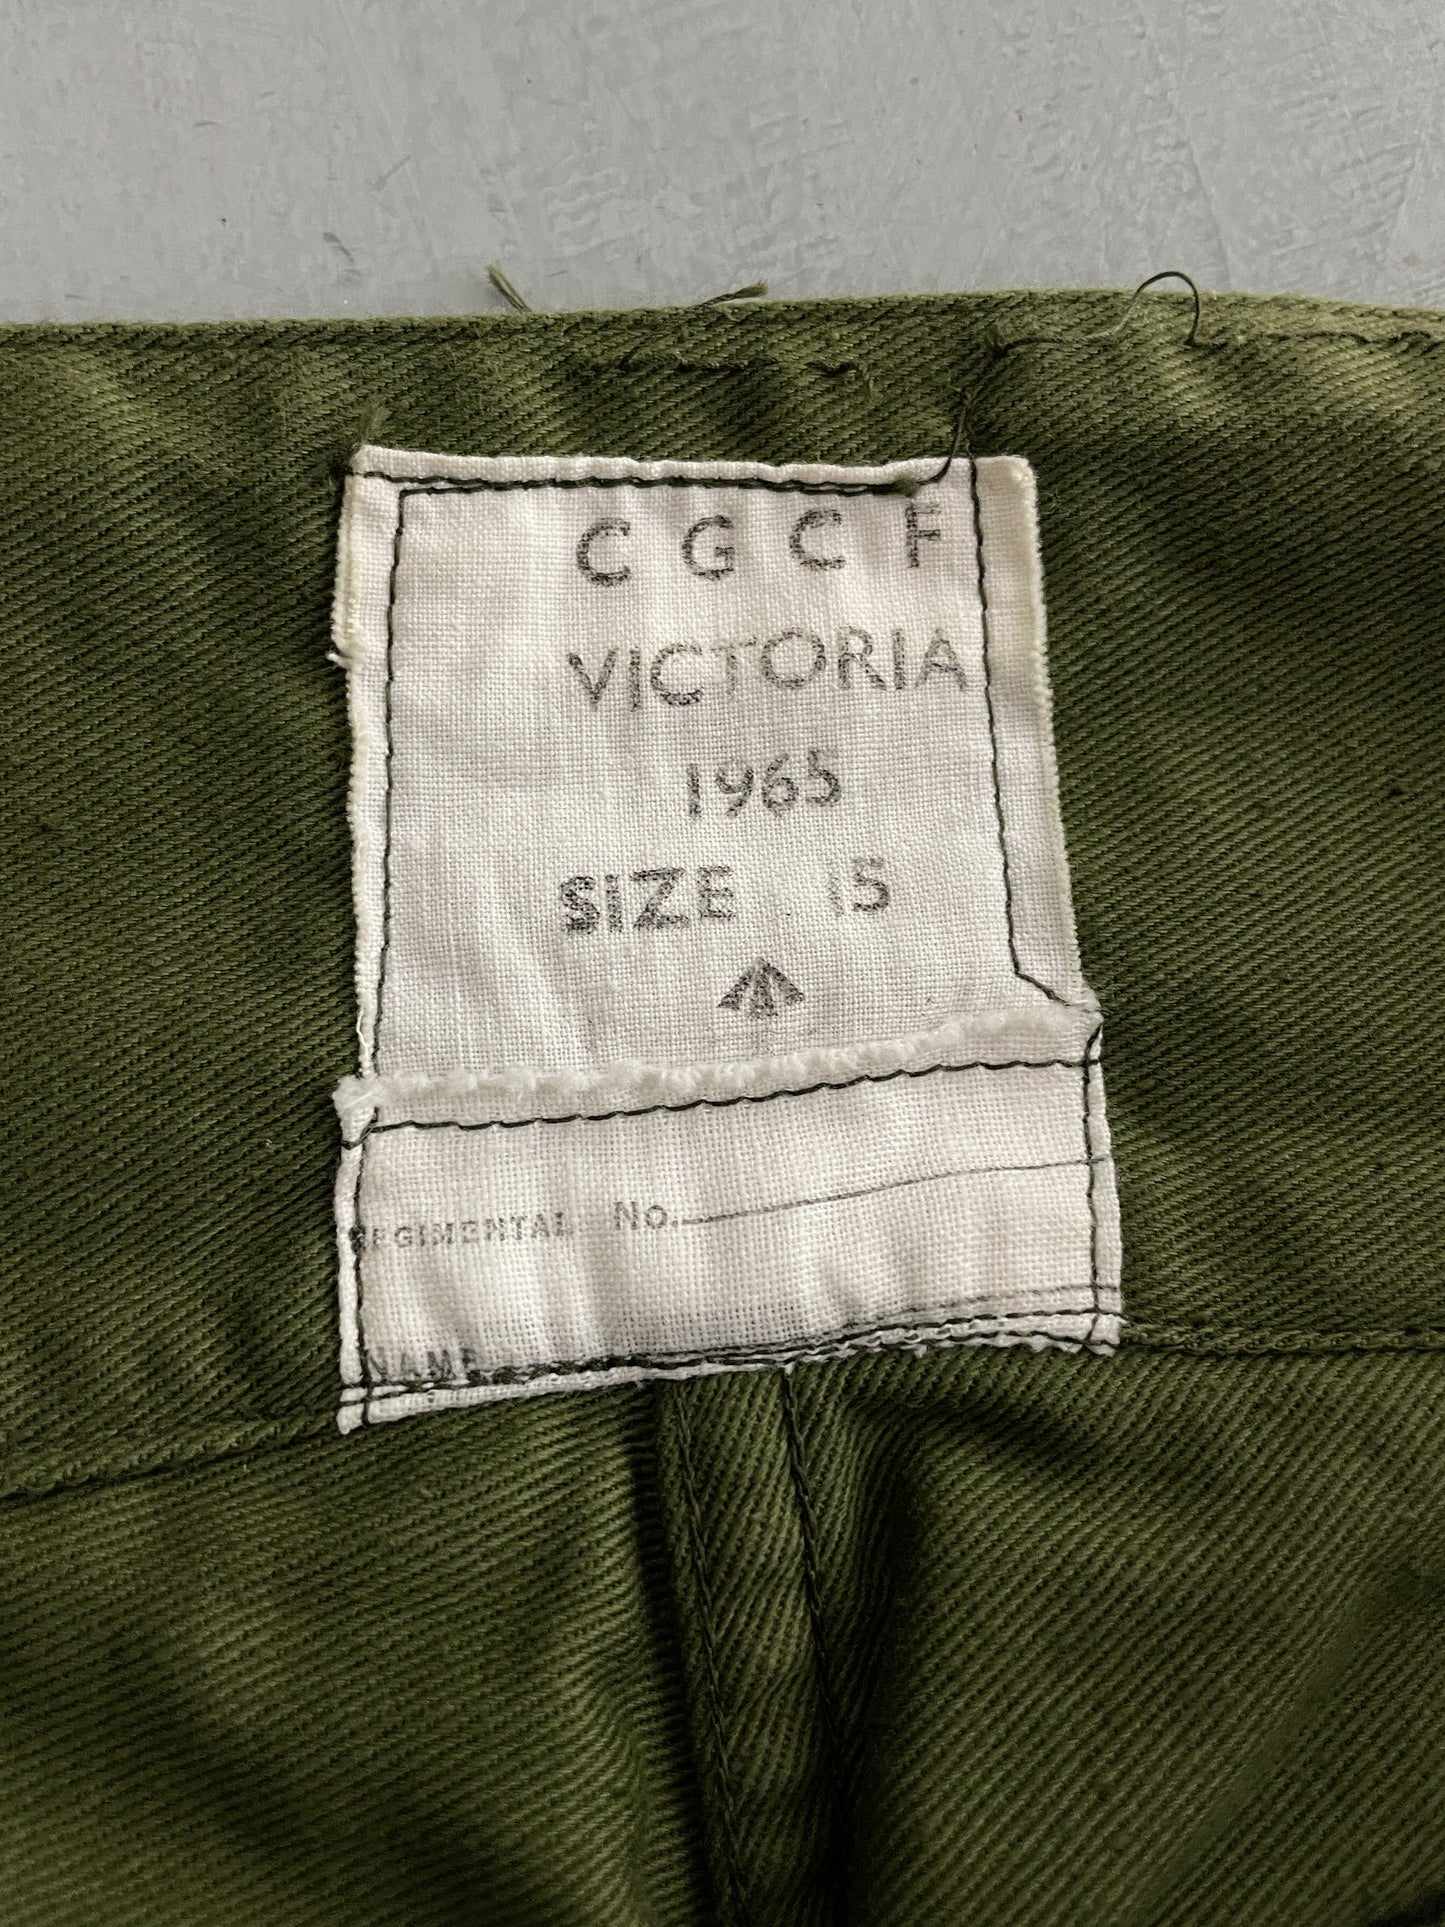 C G C F
VICTORIA
1965
SIZE 15
REGIMENTAL No.
NAME